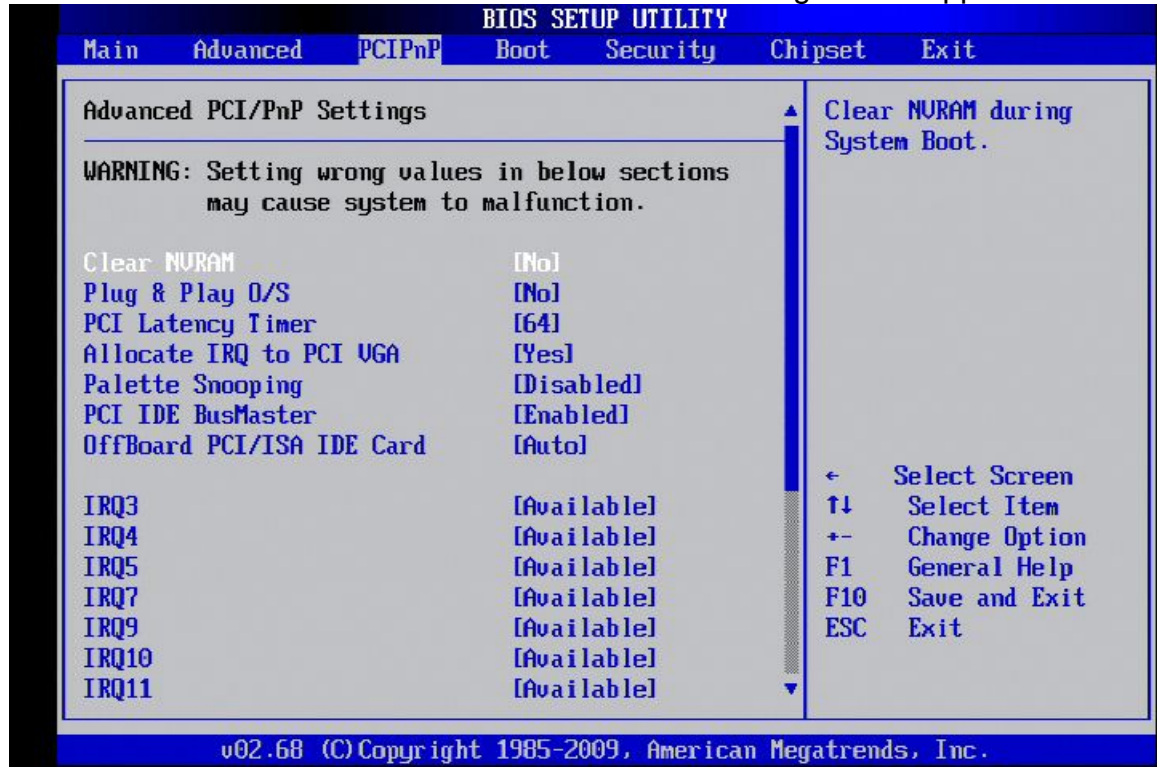 BIOS SETUP UTILITY
Main Advanced PCIPnP Boot Security Chipset Exit
Advanced PCI/PnP Settings
WARNING: Setting wrong values in below sections
may cause system to malfunction.
Clear NVRAM [No]
Plug & Play O/S [No]
PCI Latency Timer [64]
Allocate IRQ to PCI VGA [Yes]
Palette Snooping [Disabled]
PCI IDE BusMaster [Enabled]
OffBoard PCI/ISA IDE Card [Auto]
IRQ3 [Available]
IRQ4 [Available]
IRQ5 [Available]
IRQ7 [Available]
IRQ9 [Available]
IRQ10 [Available]
IRQ11 [Available]
Clear NVRAM during
System Boot.
← Select Screen
↑↓ Select Item
+- Change Option
F1 General Help
F10 Save and Exit
ESC Exit
v02.68 (C)Copyright 1985-2009, American Megatrends, Inc.